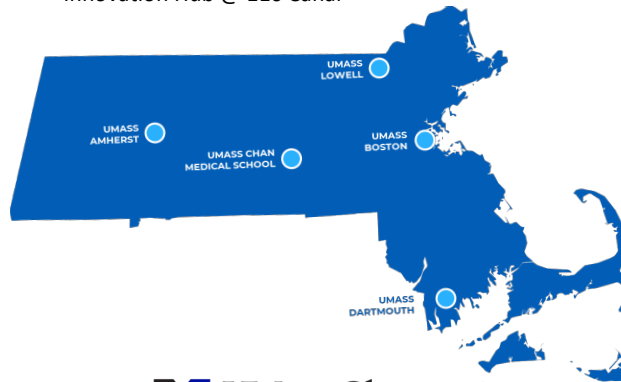 UMASS
LOWELL
UMASS
AMHERST
UMASS CHAN
MEDICAL SCHOOL
UMASS
BOSTON
UMASS
DARTMOUTH